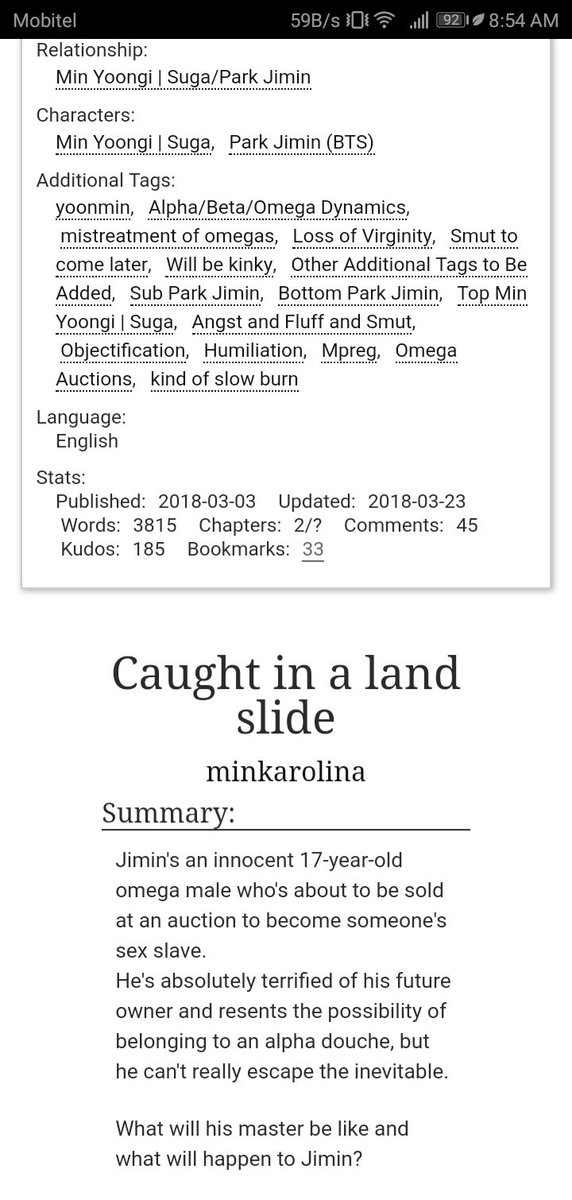 Mobitel 59B/s 92 8:54 AM
Relationship:
Min Yoongi | Suga/Park Jimin
Characters:
Min Yoongi | Suga, Park Jimin (BTS)
Additional Tags:
yoonmin, Alpha/Beta/Omega Dynamics,
mistreatment of omegas, Loss of Virginity, Smut to
come later, Will be kinky, Other Additional Tags to Be
Added, Sub Park Jimin, Bottom Park Jimin, Top Min
Yoongi | Suga, Angst and Fluff and Smut,
Objectification, Humiliation, Mpreg, Omega
Auctions, kind of slow burn
Language:
English
Stats:
Published: 2018-03-03 Updated: 2018-03-23
Words: 3815 Chapters: 2/? Comments: 45
Kudos: 185 Bookmarks: 33
Caught in a land
slide
minkarolina
Summary:
Jimin's an innocent 17-year-old
omega male who's about to be sold
at an auction to become someone's
sex slave.
He's absolutely terrified of his future
owner and resents the possibility of
belonging to an alpha douche, but
he can't really escape the inevitable.
What will his master be like and
what will happen to Jimin?